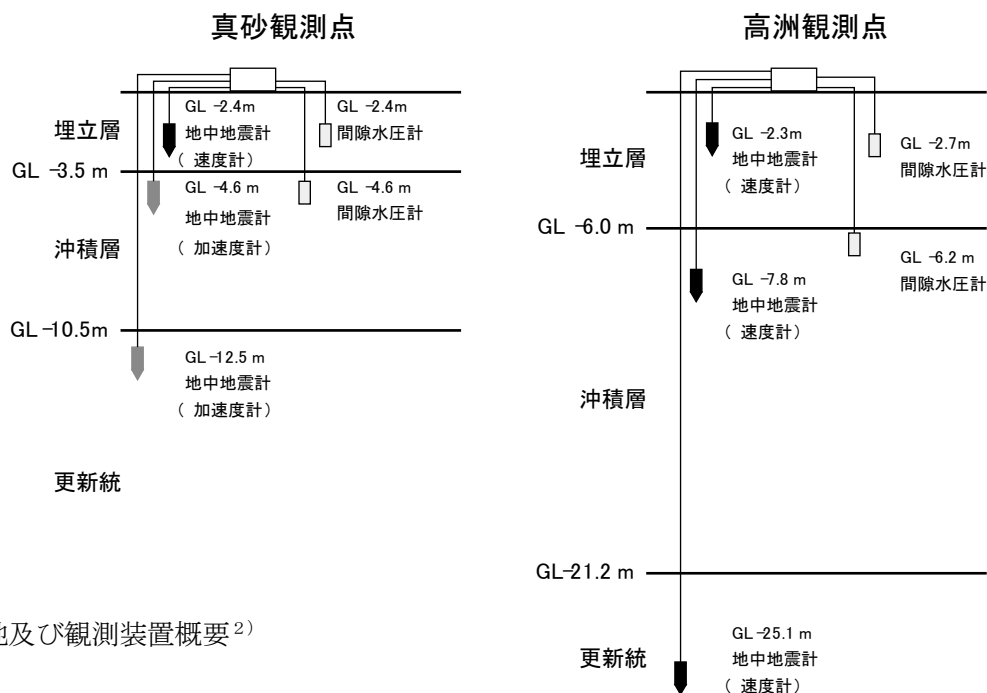 真砂観測点
埋立層
GL -3.5 m
沖積層
GL -10.5m
更新統
GL -2.4m
地中地震計
( 速度計)
GL -2.4m
間隙水圧計
GL -4.6 m
地中地震計
( 加速度計)
GL -4.6 m
間隙水圧計
GL -12.5 m
地中地震計
( 加速度計)
高洲観測点
埋立層
GL -6.0 m
沖積層
GL-21.2 m
更新統
GL -2.3m
地中地震計
( 速度計)
GL -2.7m
間隙水圧計
GL -6.2 m
間隙水圧計
GL -7.8 m
地中地震計
( 速度計)
GL -25.1 m
地中地震計
( 速度計)
及び観測装置概要2)